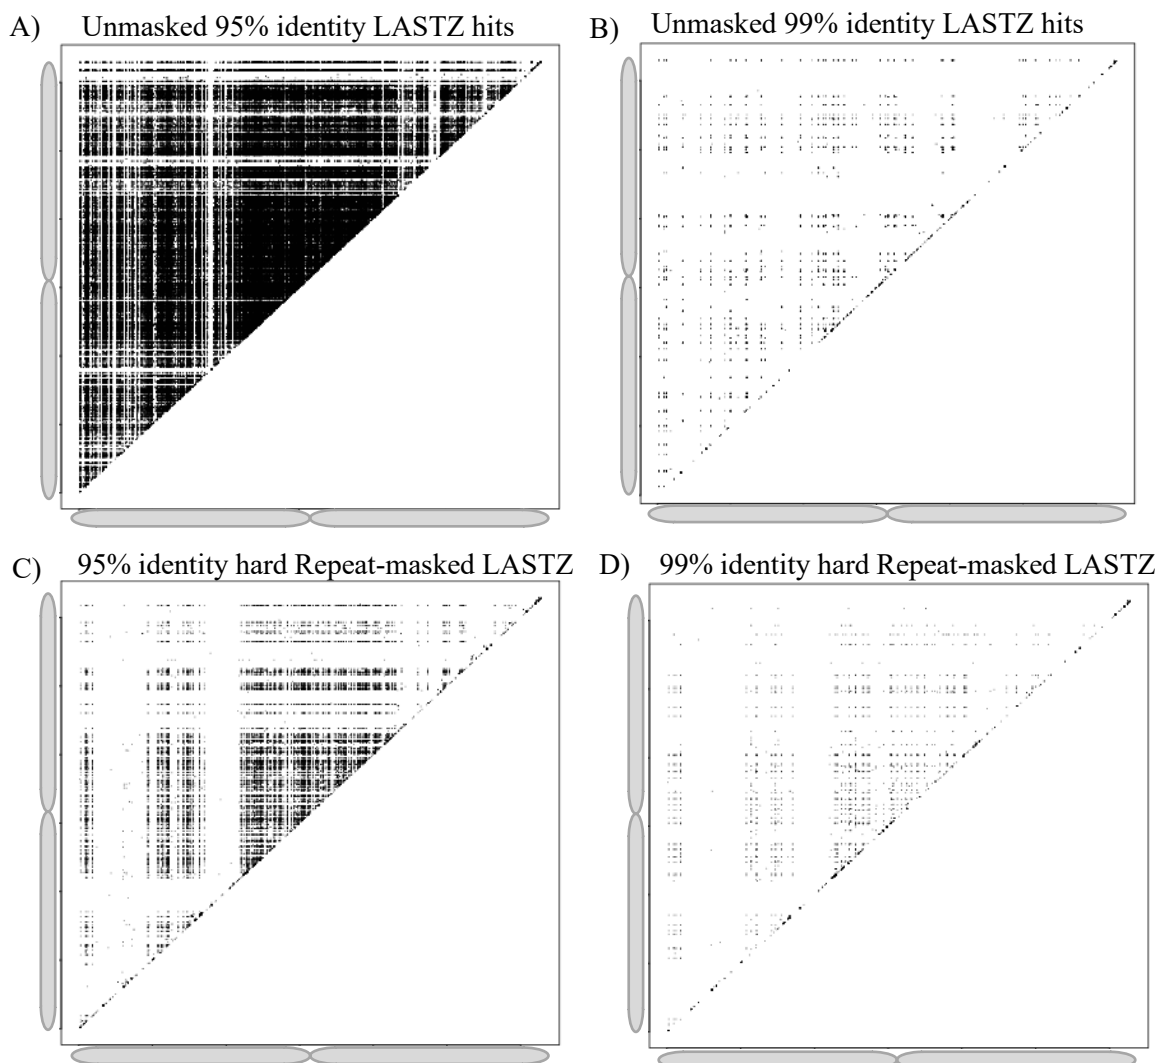 A) Unmasked 95% identity LASTZ hits
B) Unmasked 99% identity LASTZ hits
C) 95% identity hard Repeat-masked LASTZ
D) 99% identity hard Repeat-masked LASTZ